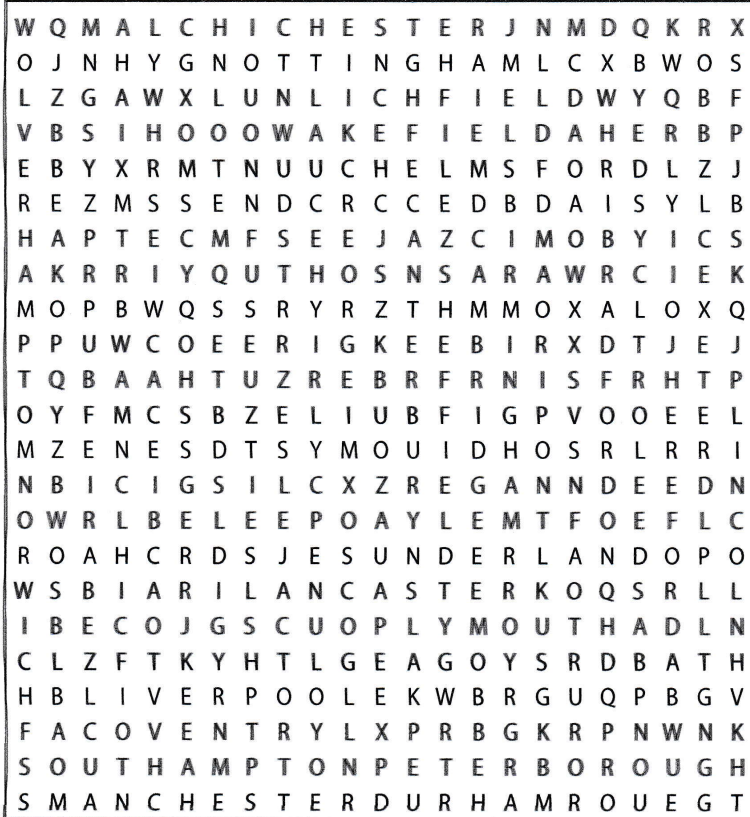 W Q M A L C H I C H E S T E R J N M D Q K R X
O J N H Y G N O T T I N G H A M L C X B W O S
L Z G A W X L U N L I C H F I E L D W Y Q B F
V B S I H O O O W A K E F I E L D A H E R B P
E B Y X R M T N U U C H E L M S F O R D L Z J
R E Z M S S E N D C R C C E D B D A I S Y L B
H A P T E C M F S E E J A Z C I M O B Y I C S
A K R R I Y Q U T H O S N S A R A W R C I E K
M O P B W Q S S R Y R Z T H M M O X A L O X Q
P P U W C O E E R I G K E E B I R X D T J E J
T Q B A A H T U Z R E B R F R N I S F R H T P
O Y F M C S B Z E L I U B F I G P V O O E E L
M Z E N E S D T S Y M O U I D H O S R L R R I
N B I C I G S I L C X Z R E G A N N D E E D N
O W R L B E L E E P O A Y L E M T F O E F L C
R O A H C R D S J E S U N D E R L A N D O P O
W S B I A R I L A N C A S T E R K O Q S R L L
I B E C O J G S C U O P L Y M O U T H A D L N
C L Z F T K Y H T L G E A G O Y S R D B A T H
H B L I V E R P O O L E K W B R G U Q P B G V
F A C O V E N T R Y L X P R B G K R P N W N K
S O U T H A M P T O N P E T E R B O R O U G H
S M A N C H E S T E R D U R H A M R O U E G T